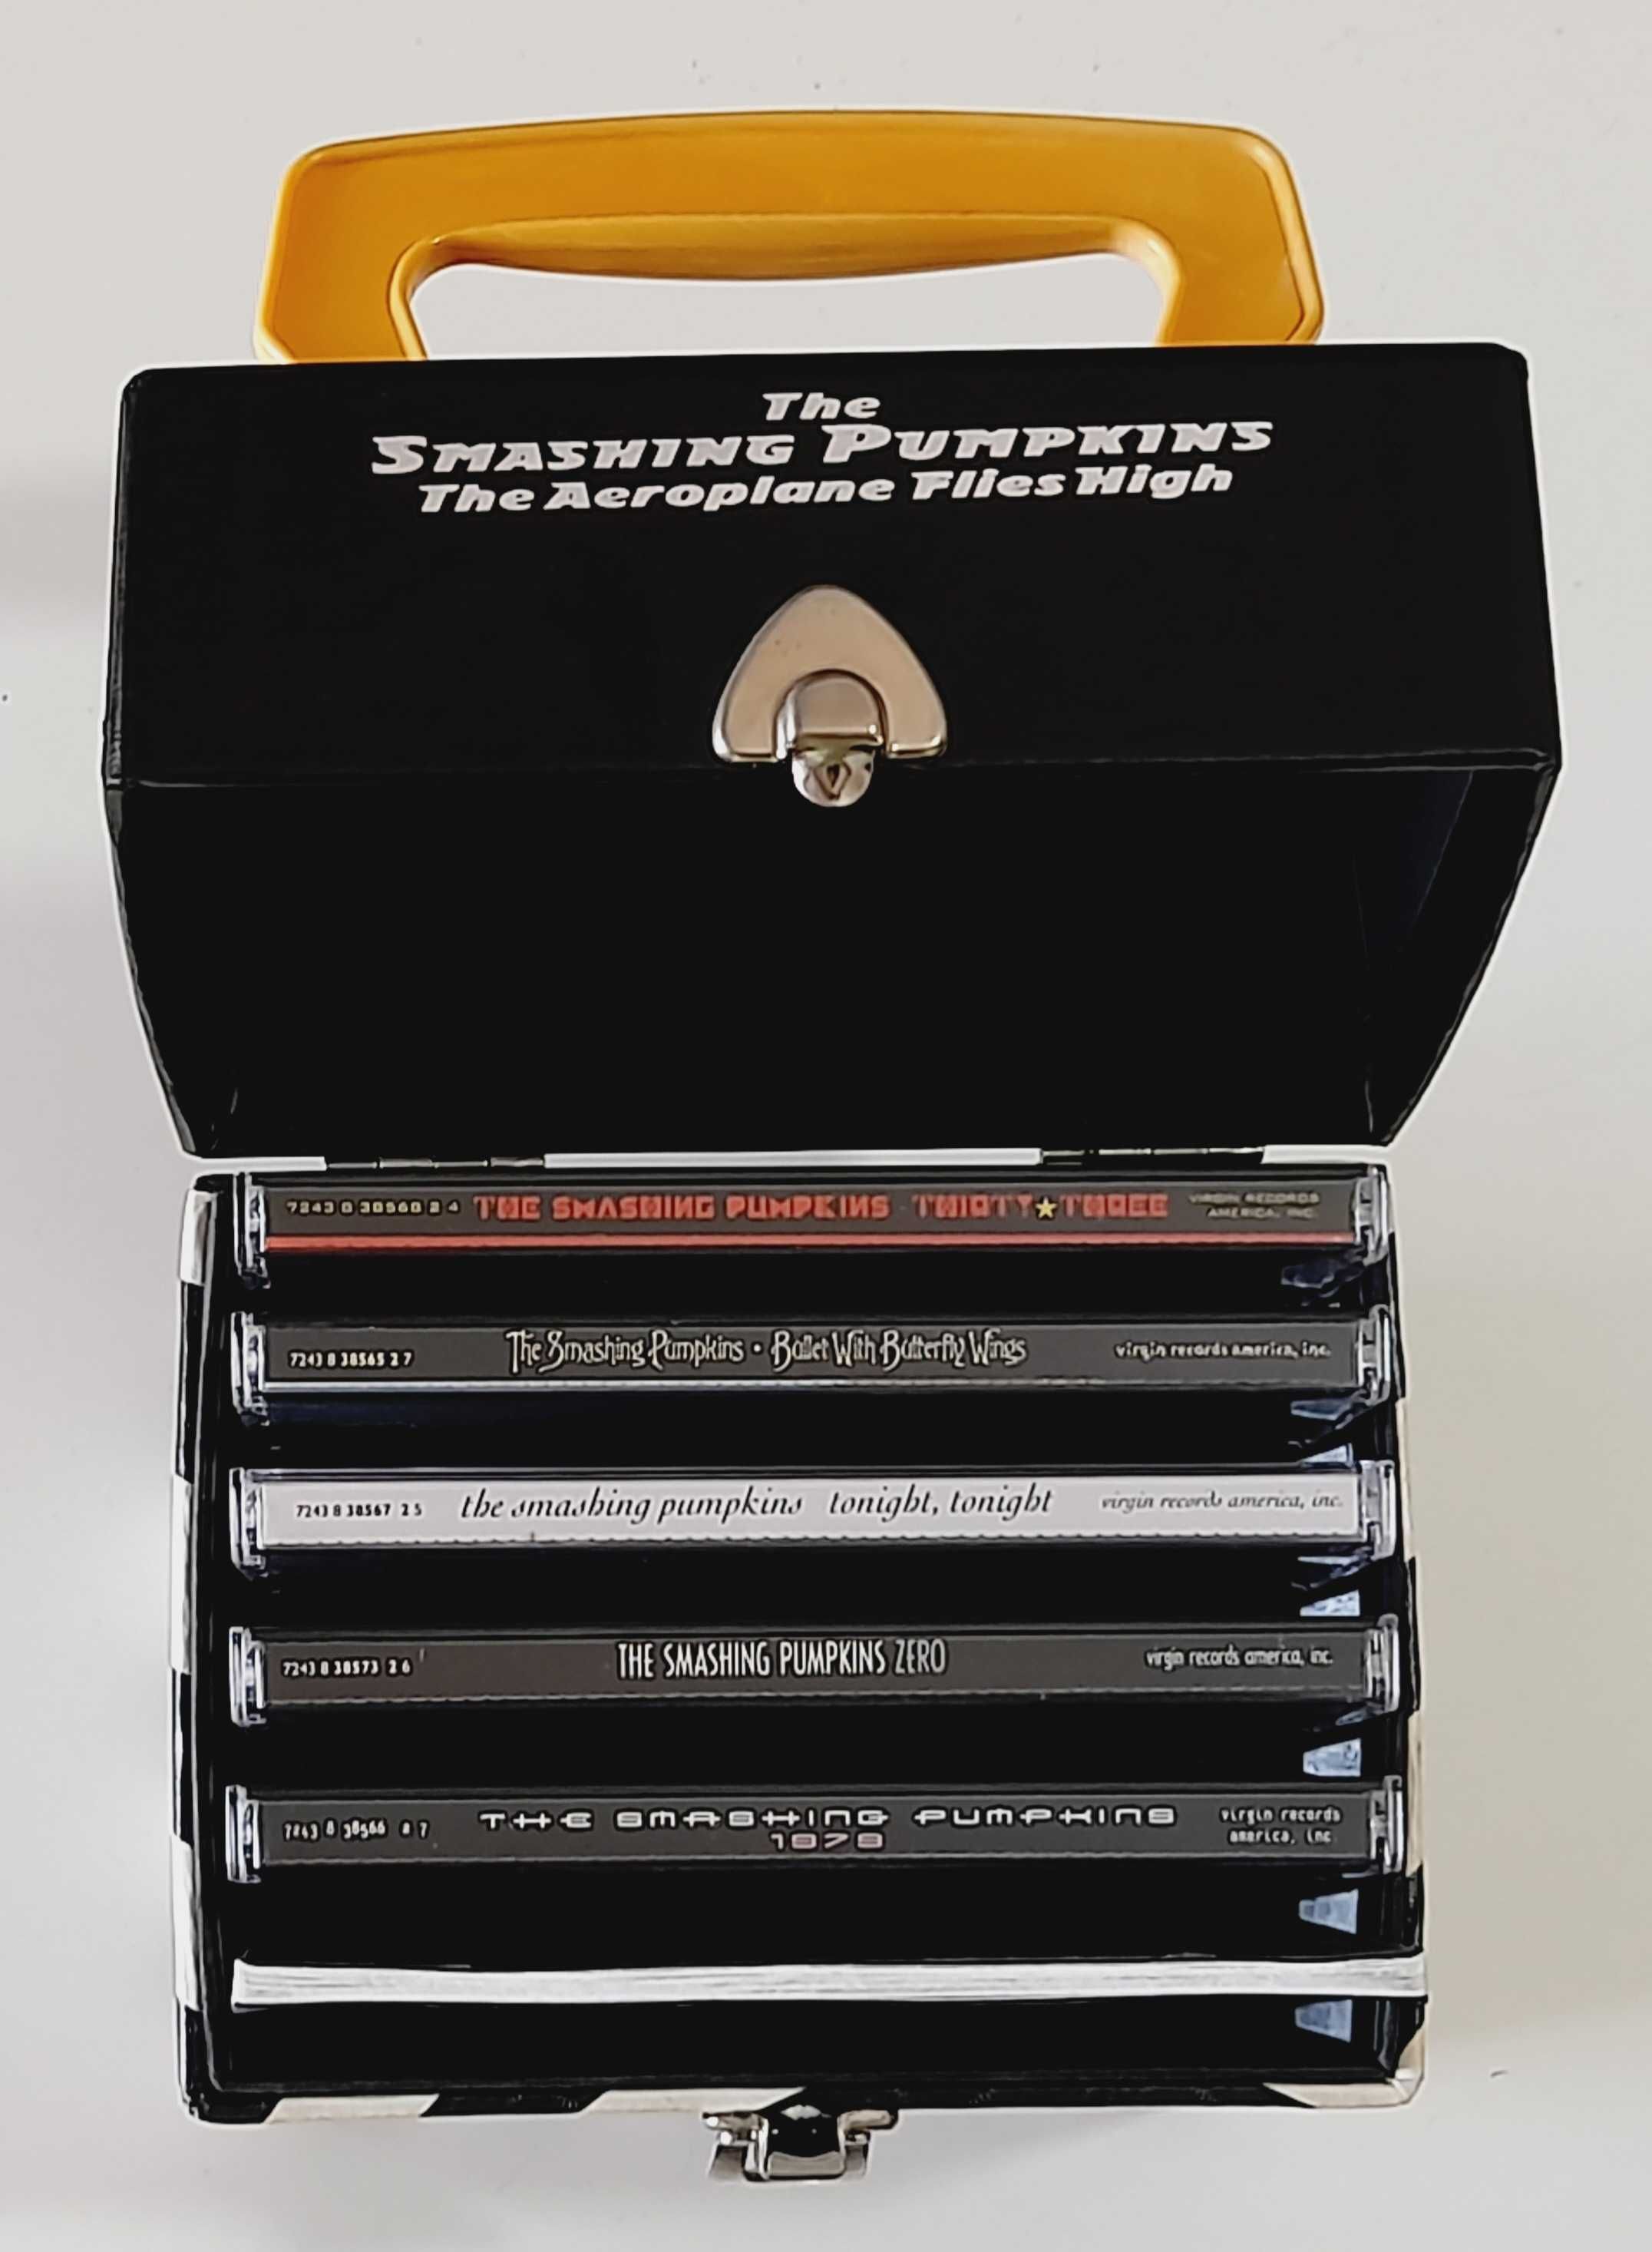 The
SMASHING PUMPKINS
The Aeroplane Flies High
7243 8 38560 2 4 THE SMASHING PUMPKINS THIRTY★THREE VIRGIN RECORDS
AMERICA, INC.
7243 8 38565 2 7 The Smashing Pumpkins • Bullet With Butterfly Wings virgin records america, inc.
7243 8 38567 2 5 the smashing pumpkins tonight, tonight virgin records america, inc.
7243 8 38573 2 6 THE SMASHING PUMPKINS ZERO virgin records america, inc.
7243 8 38566 2 7 THE SMASHING PUMPKINS virgin records
1979 america, inc